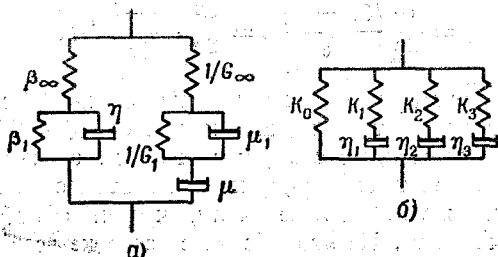 β∞
1/G∞
η
β₁
1/G₁
μ₁
μ
а)
K₀
K₁
K₂
K₃
η₁
η₂
η₃
б)